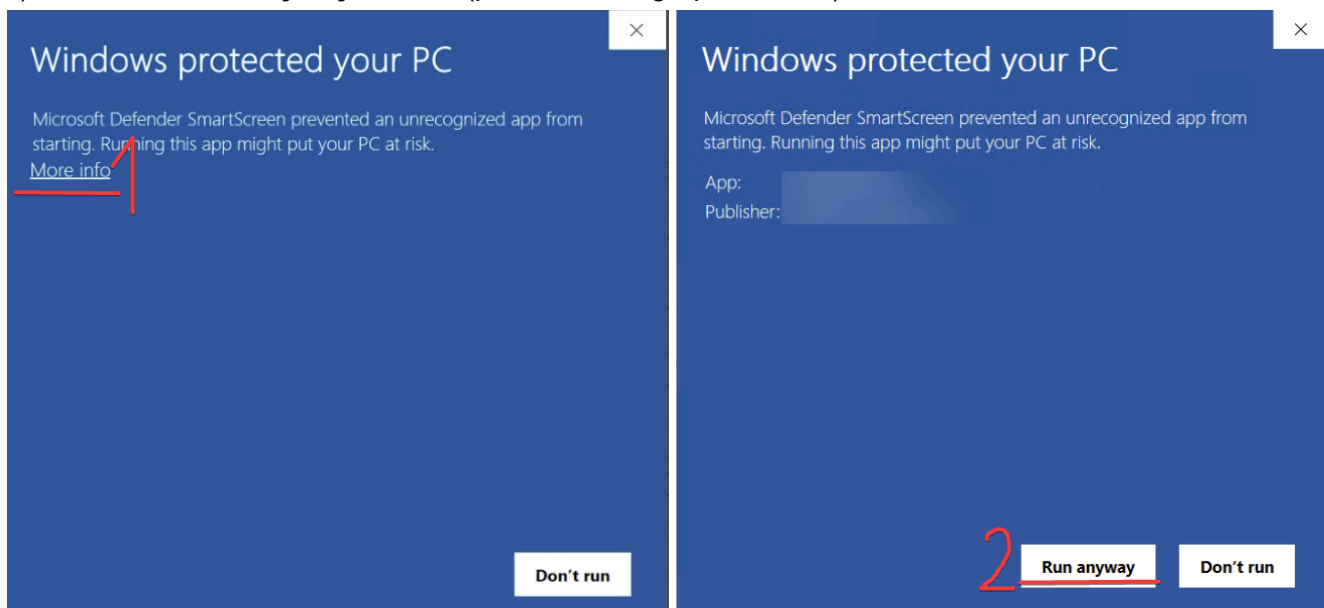 Windows protected your PC
Microsoft Defender SmartScreen prevented an unrecognized app from
starting. Running this app might put your PC at risk.
More info
1
Don't run
Windows protected your PC
Microsoft Defender SmartScreen prevented an unrecognized app from
starting. Running this app might put your PC at risk.
App:
Publisher:
2
Run anyway
Don't run